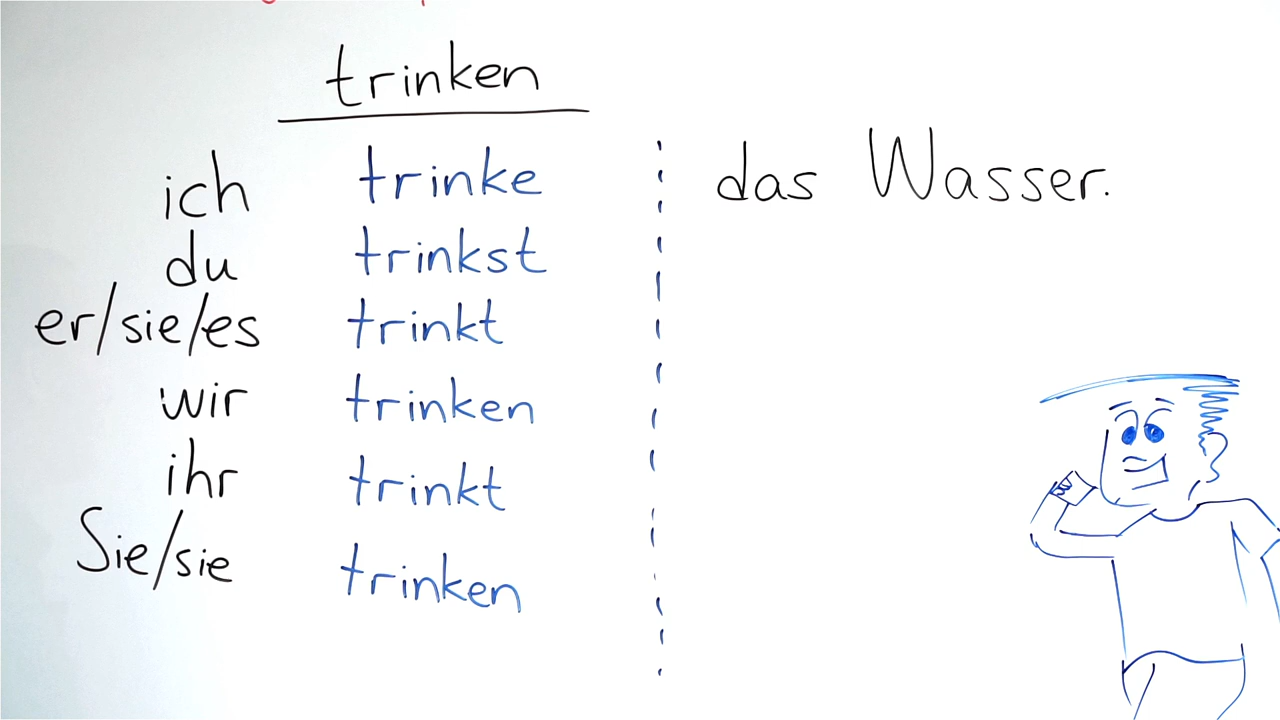 trinken
ich trinke das Wasser.
du trinkst
er/sie/es trinkt
wir trinken
ihr trinkt
Sie/sie trinken